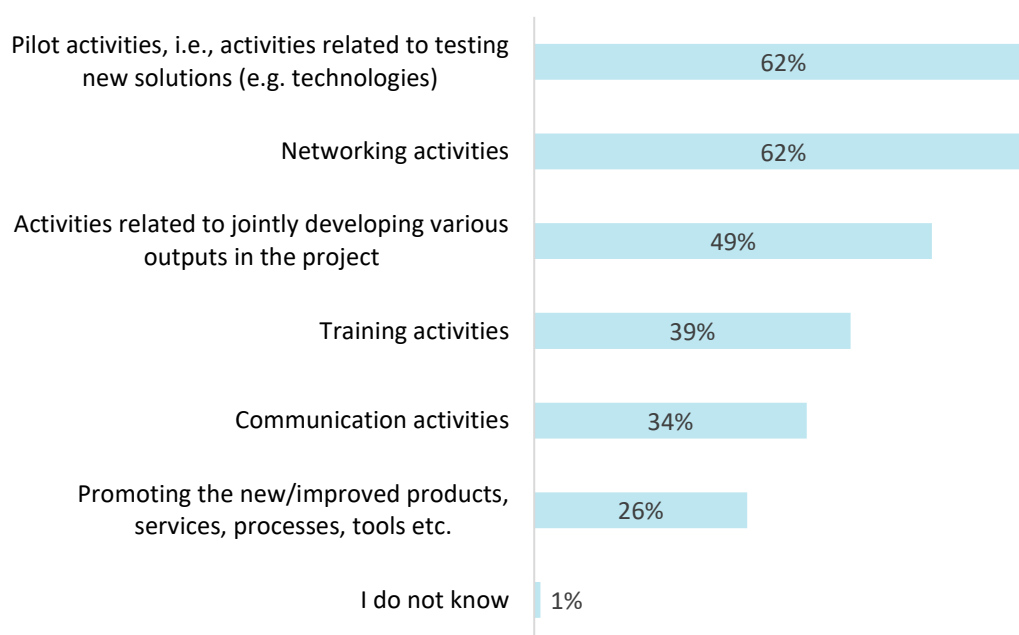 Pilot activities, i.e., activities related to testing
new solutions (e.g. technologies)
62%
Networking activities
62%
Activities related to jointly developing various
outputs in the project
49%
Training activities
39%
Communication activities
34%
Promoting the new/improved products,
services, processes, tools etc.
26%
I do not know
1%